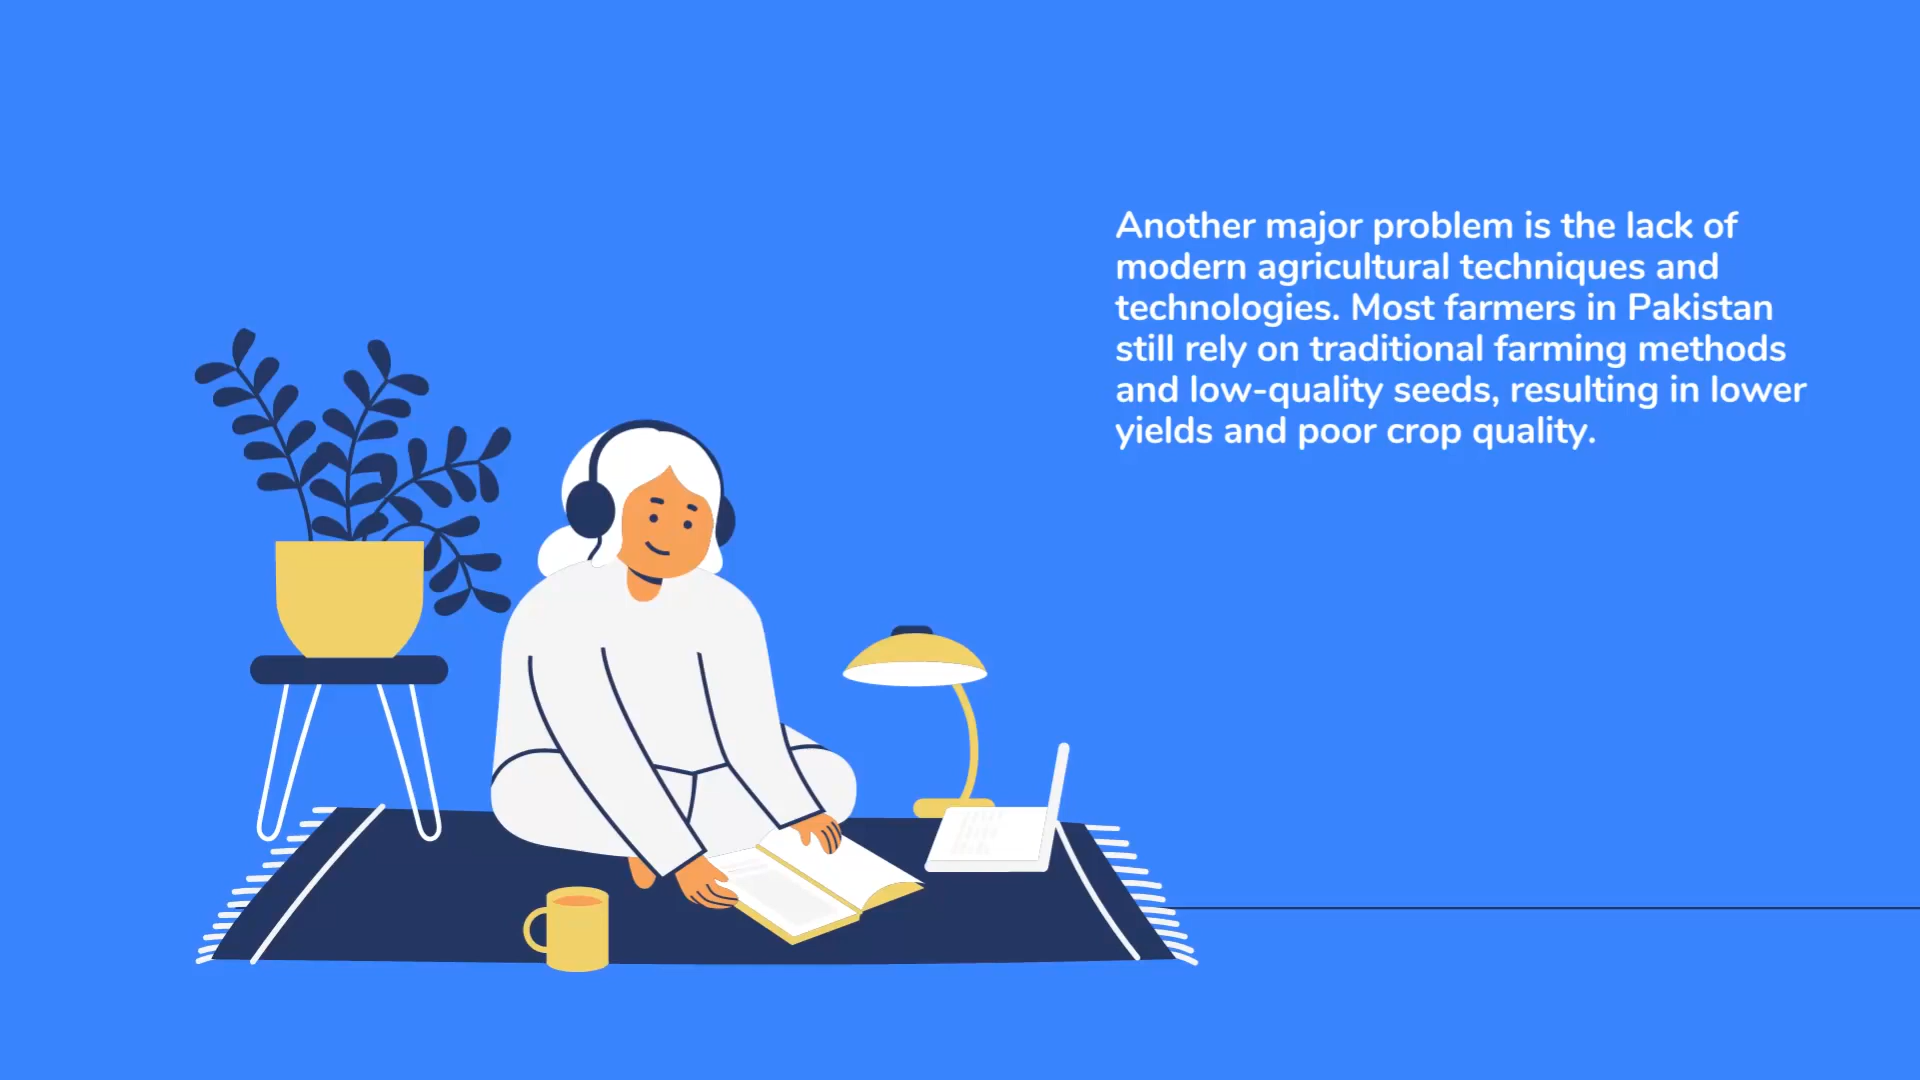 Another major problem is the lack of
modern agricultural techniques and
technologies. Most farmers in Pakistan
still rely on traditional farming methods
and low-quality seeds, resulting in lower
yields and poor crop quality.